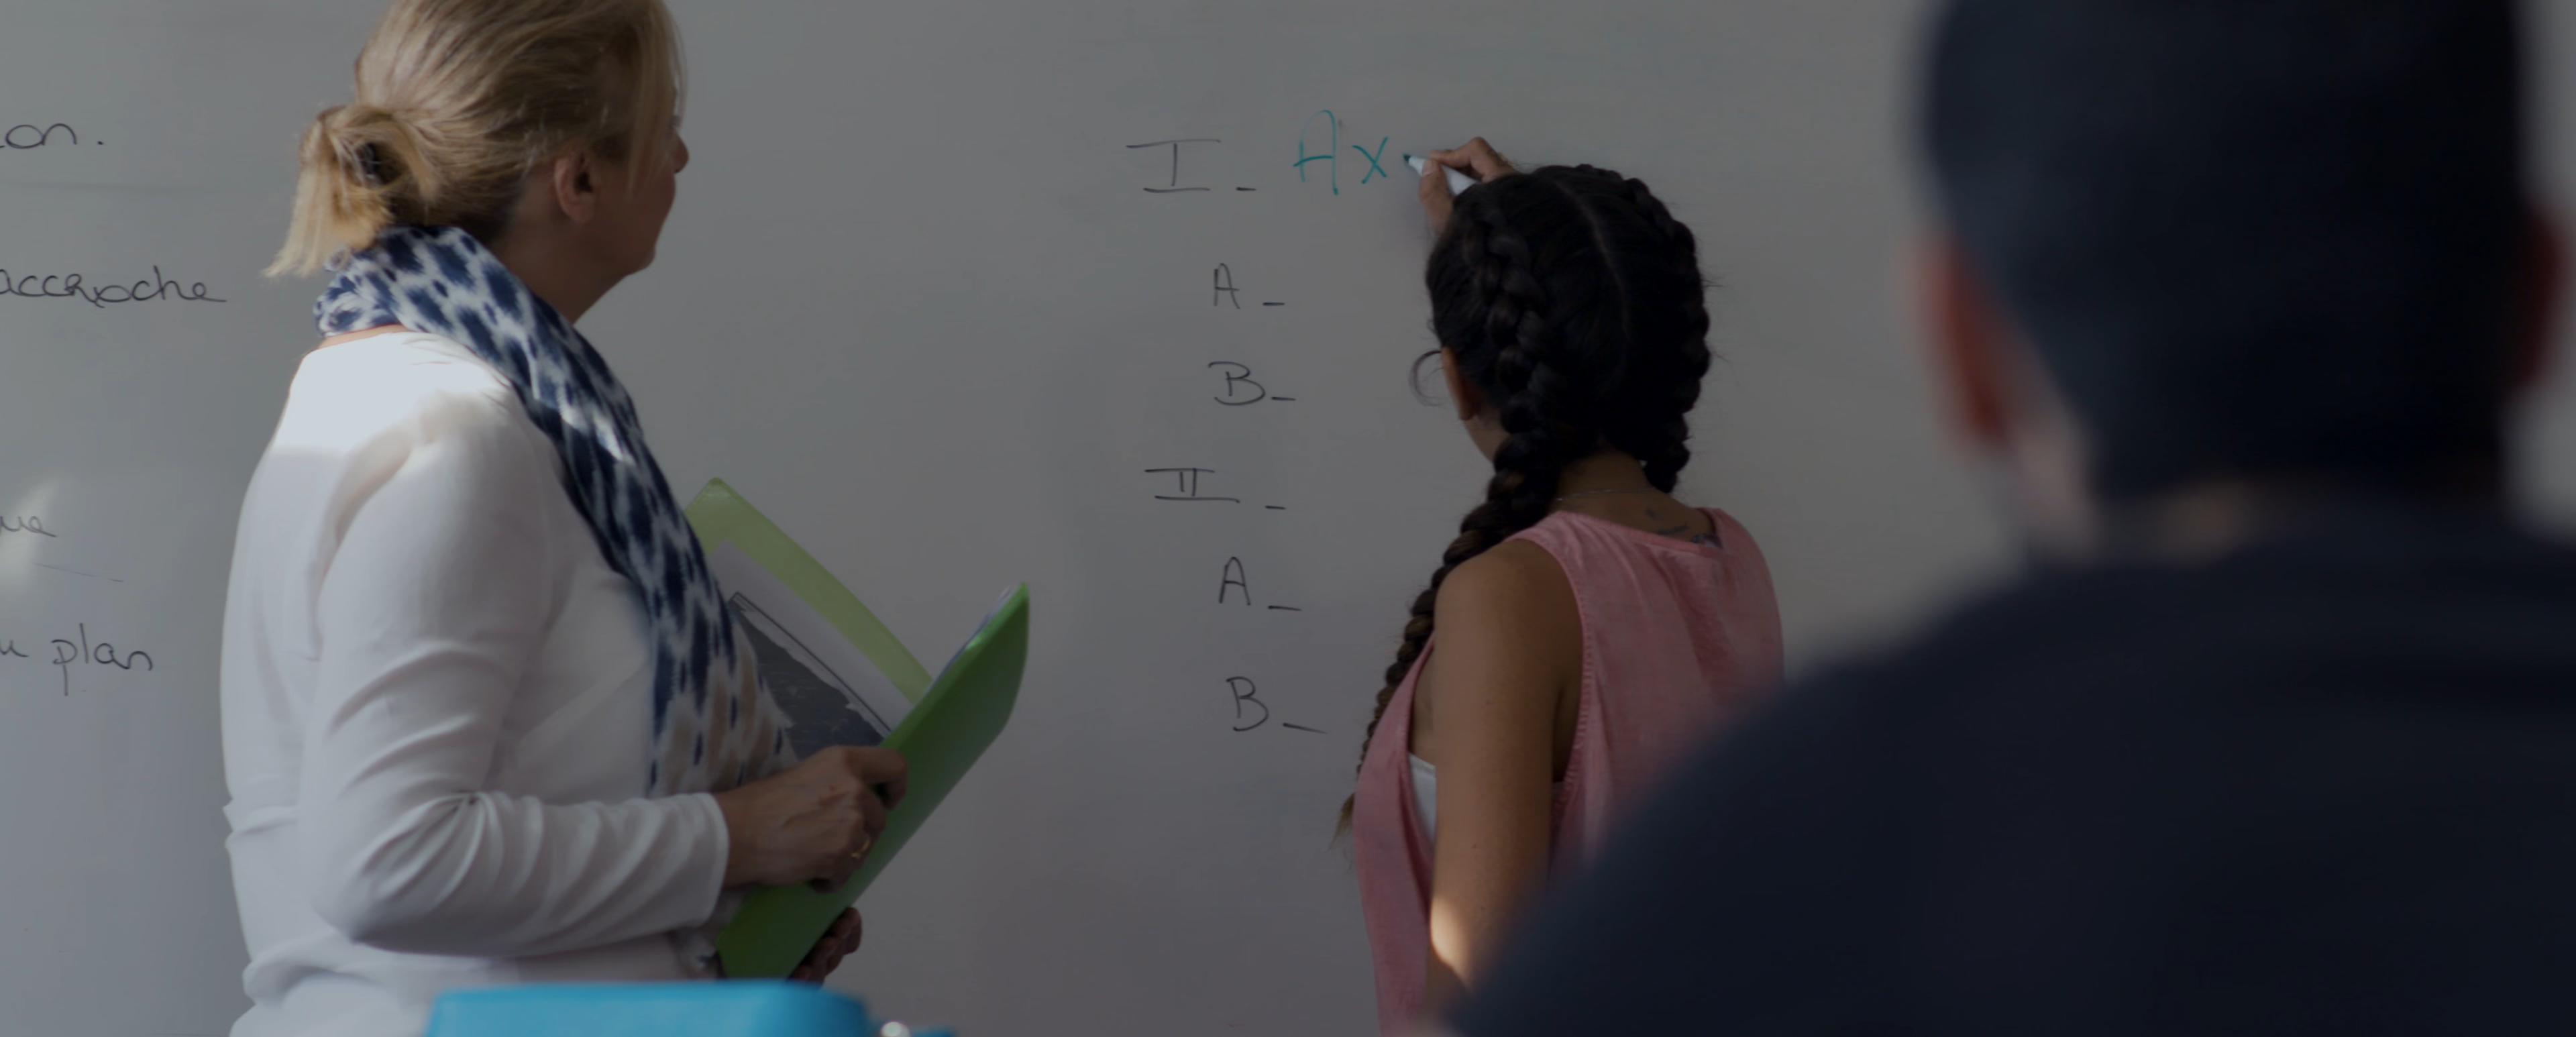 on.
accroche
plan
I_ Ax
A_
B_
II_
A_
B_